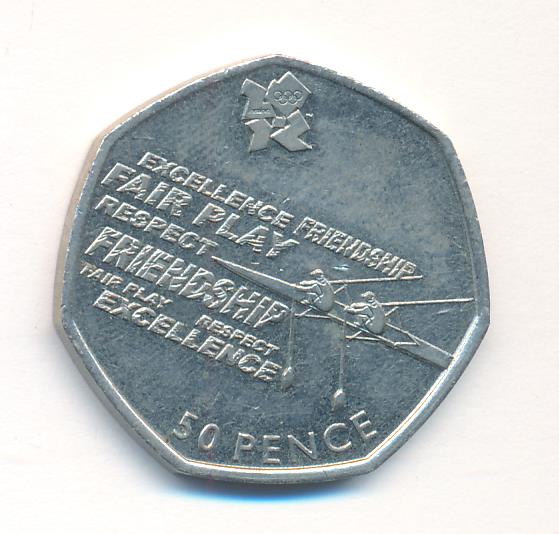 EXCELLENCE FRIENDSHIP
FAIR PLAY
RESPECT
FRIENDSHIP
FAIR PLAY RESPECT
EXCELLENCE
50 PENCE